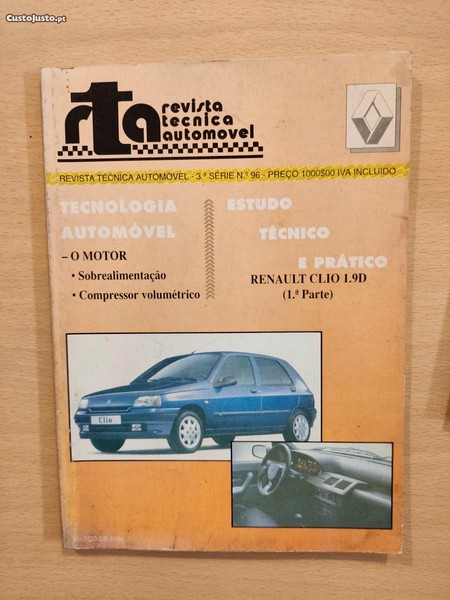 CustoJusto.pt
rta revista
tecnica
automovel
REVISTA TÉCNICA AUTOMÓVEL - 3.ª SÉRIE N.º 96 - PREÇO 1000$00 IVA INCLUIDO
TECNOLOGIA
AUTOMÓVEL
– O MOTOR
• Sobrealimentação
• Compressor volumétrico
ESTUDO
TÉCNICO
E PRÁTICO
RENAULT CLIO 1.9D
(1.ª Parte)
Clio